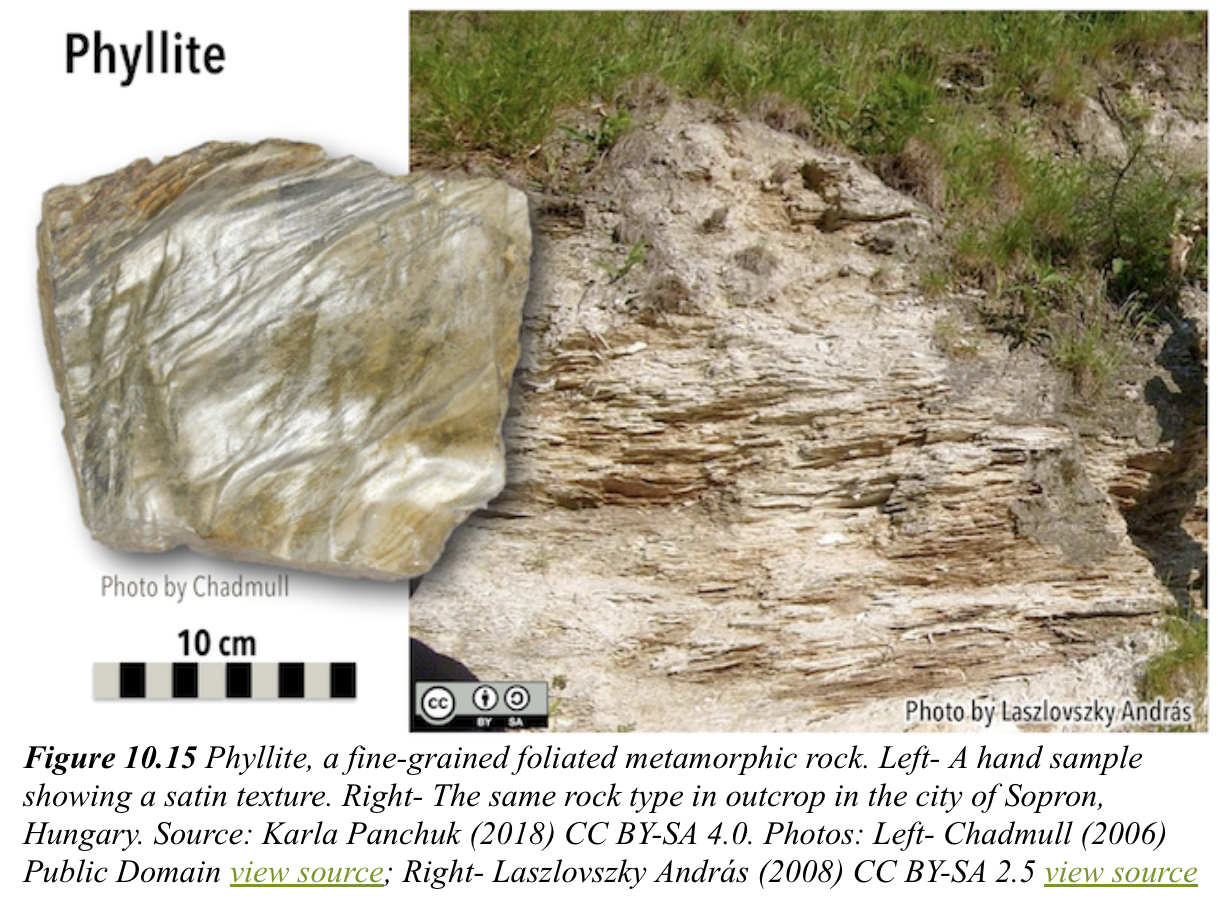 Phyllite
Photo by Chadmull
10 cm
cc BY SA
Photo by Laszlovszky András
Figure 10.15 Phyllite, a fine-grained foliated metamorphic rock. Left- A hand sample
showing a satin texture. Right- The same rock type in outcrop in the city of Sopron,
Hungary. Source: Karla Panchuk (2018) CC BY-SA 4.0. Photos: Left- Chadmull (2006)
Public Domain view source; Right- Laszlovszky András (2008) CC BY-SA 2.5 view source